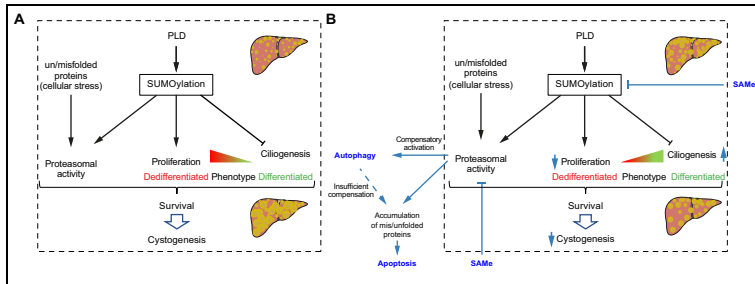 A
PLD
un/misfolded
proteins
(cellular stress)
SUMOylation
Proteasomal
activity
Proliferation
Ciliogenesis
Dedifferentiated Phenotype Differentiated
Survival
Cystogenesis
B
PLD
un/misfolded
proteins
(cellular stress)
SUMOylation
SAMe
Compensatory
activation
Autophagy
Proteasomal
activity
Proliferation
Ciliogenesis
Dedifferentiated Phenotype Differentiated
Insufficient
compensation
Accumulation
of mis/unfolded
proteins
Survival
Cystogenesis
Apoptosis
SAMe